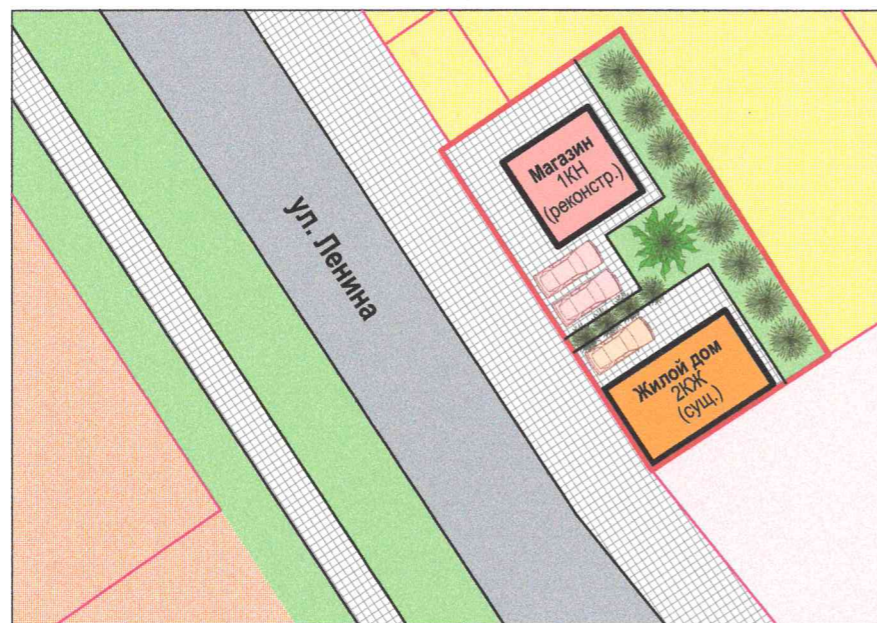 ул. Ленина
Магазин
1КН
(реконстр.)
Жилой дом
2КЖ
(сущ.)